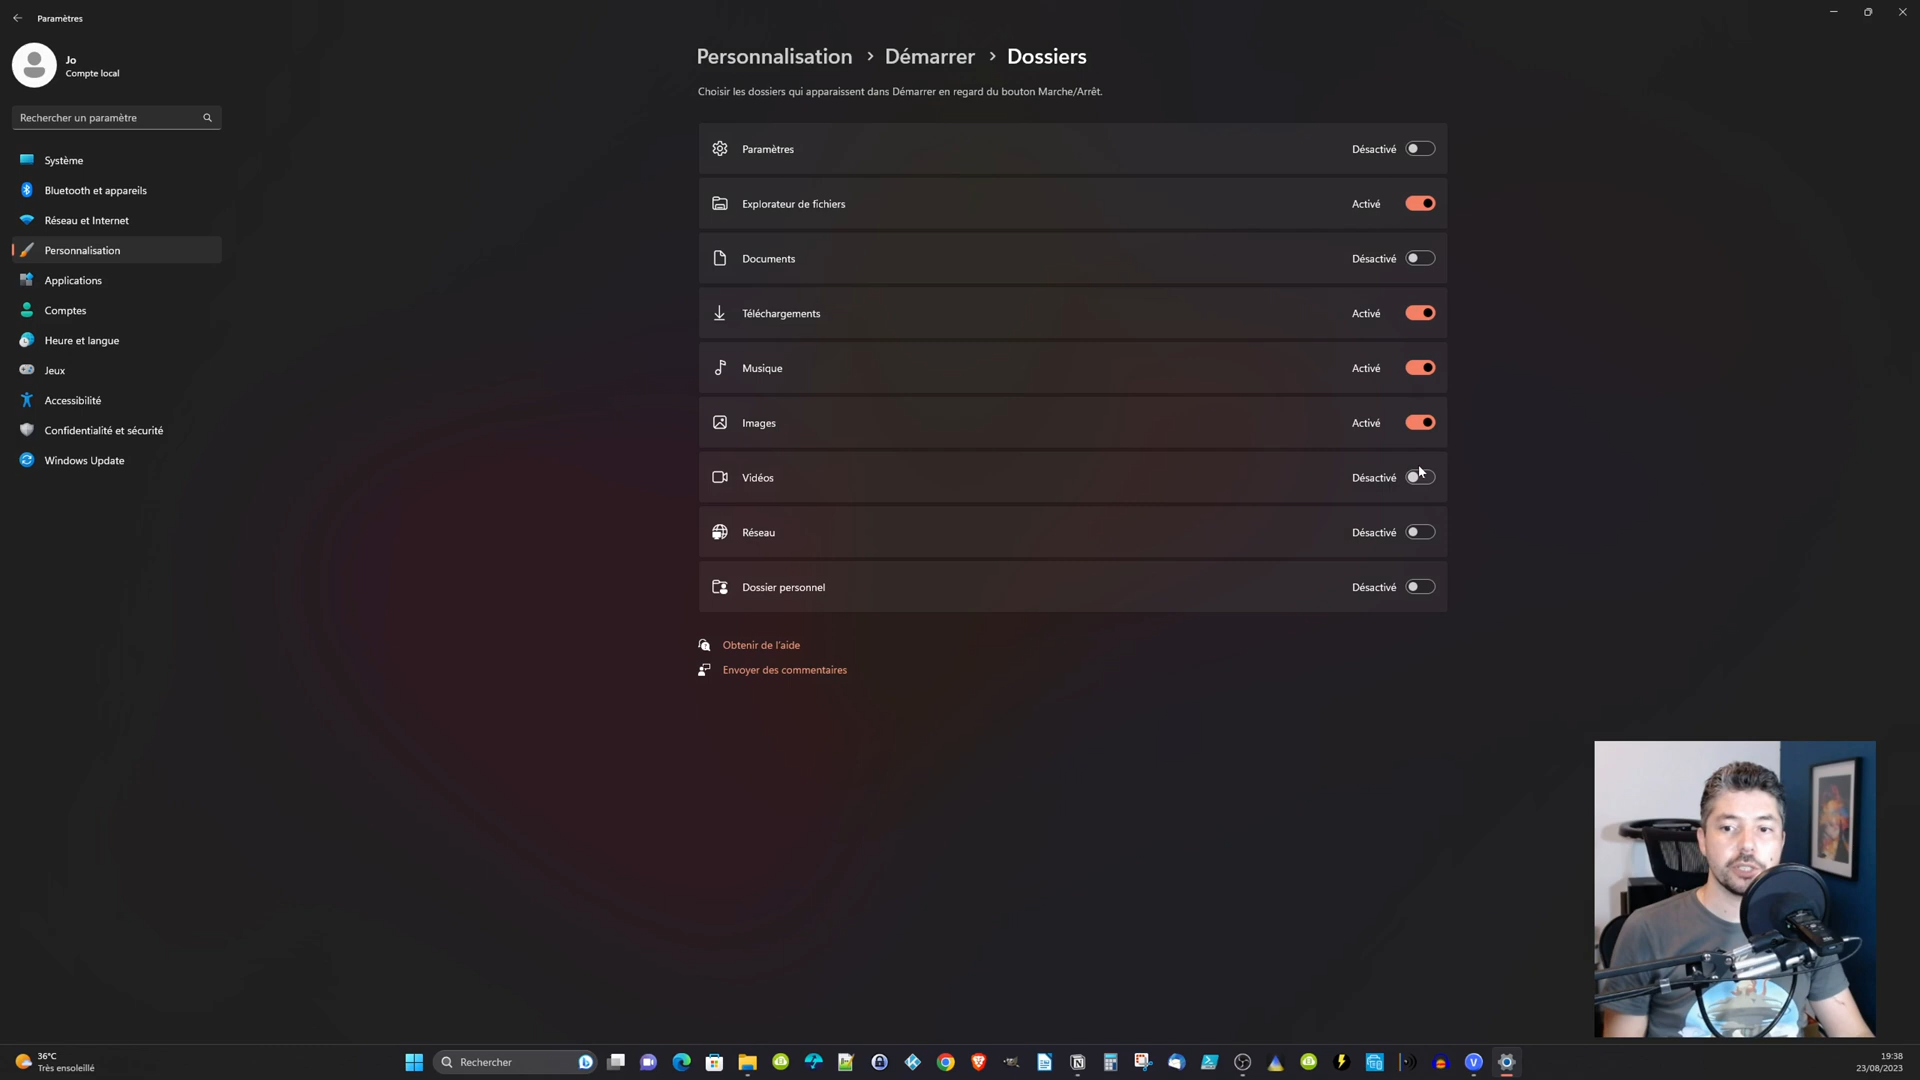 Paramètres
Jo
Compte local
Rechercher un paramètre
Système
Bluetooth et appareils
Réseau et Internet
Personnalisation
Applications
Comptes
Heure et langue
Jeux
Accessibilité
Confidentialité et sécurité
Windows Update
Personnalisation > Démarrer > Dossiers
Choisir les dossiers qui apparaissent dans Démarrer en regard du bouton Marche/Arrêt.
Paramètres Désactivé
Explorateur de fichiers Activé
Documents Désactivé
Téléchargements Activé
Musique Activé
Images Activé
Vidéos Désactivé
Réseau Désactivé
Dossier personnel Désactivé
Obtenir de l'aide
Envoyer des commentaires
36°C
Très ensoleillé
Rechercher
19:38
23/08/2023